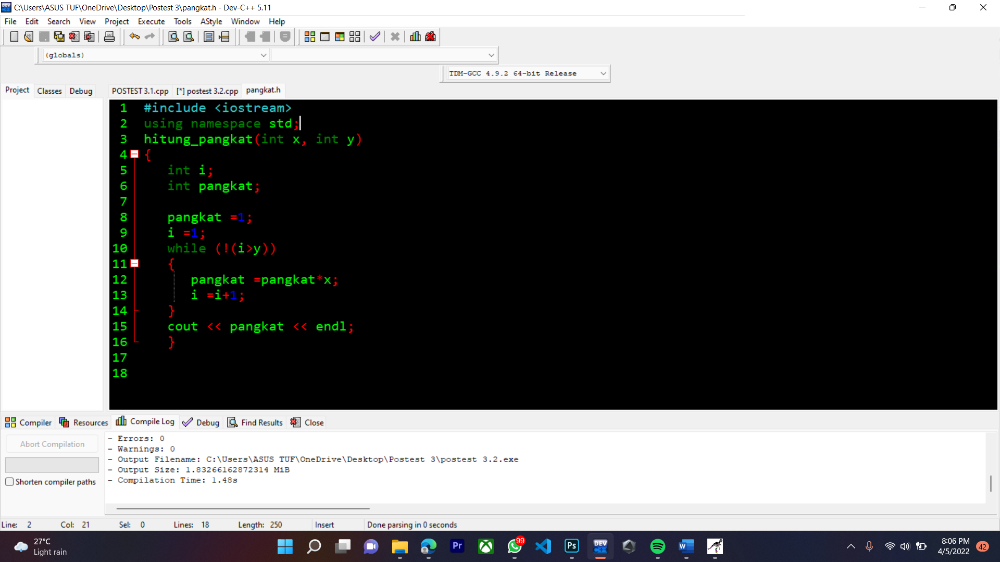 C:\Users\ASUS TUF\OneDrive\Desktop\Postest 3\pangkat.h - Dev-C++ 5.11
File Edit Search View Project Execute Tools AStyle Window Help
(globals)
TDM-GCC 4.9.2 64-bit Release
Project Classes Debug
POSTEST 3.1.cpp [*] postest 3.2.cpp pangkat.h
1 #include <iostream>
2 using namespace std;
3 hitung_pangkat(int x, int y)
4 {
5 int i;
6 int pangkat;
7
8 pangkat =1;
9 i =1;
10 while (!(i>y))
11 {
12 pangkat =pangkat*x;
13 i =i+1;
14 }
15 cout << pangkat << endl;
16 }
17
18
Compiler Resources Compile Log Debug Find Results Close
Abort Compilation
Shorten compiler paths
- Errors: 0
- Warnings: 0
- Output Filename: C:\Users\ASUS TUF\OneDrive\Desktop\Postest 3\postest 3.2.exe
- Output Size: 1.83266162872314 MiB
- Compilation Time: 1.48s
Line: 2 Col: 21 Sel: 0 Lines: 18 Length: 250 Insert Done parsing in 0 seconds
27°C
Light rain
Pr
99
Ps
DEV
W
8:06 PM
4/5/2022
42